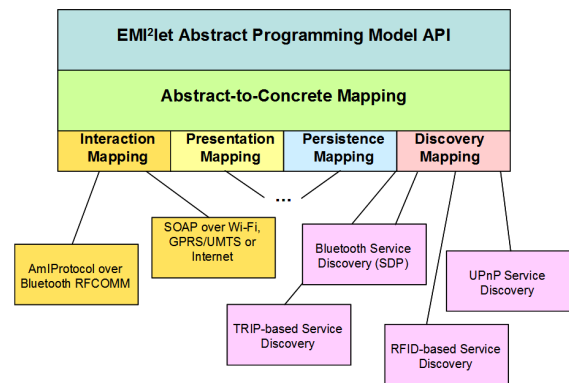 EMI²let Abstract Programming Model API
Abstract-to-Concrete Mapping
Interaction
Mapping
Presentation
Mapping
Persistence
Mapping
Discovery
Mapping
...
SOAP over Wi-Fi,
GPRS/UMTS or
Internet
AmIProtocol over
Bluetooth RFCOMM
Bluetooth Service
Discovery (SDP)
UPnP Service
Discovery
TRIP-based Service
Discovery
RFID-based Service
Discovery